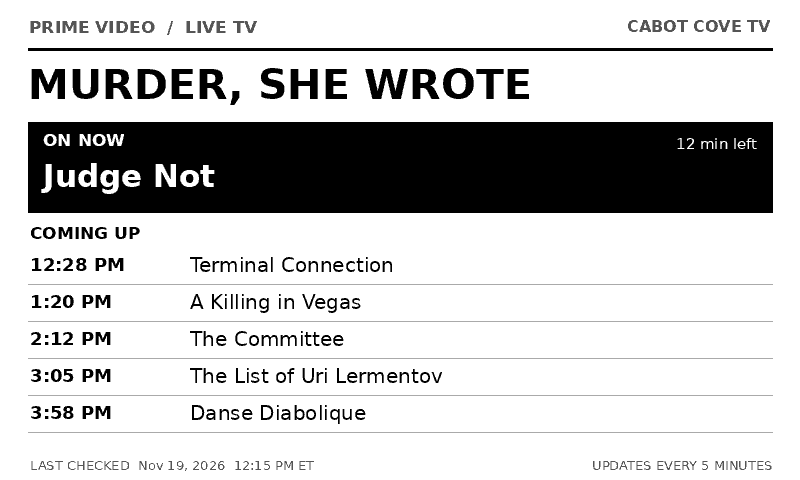 PRIME VIDEO / LIVE TV
CABOT COVE TV
MURDER, SHE WROTE
ON NOW
12 min left
Judge Not
COMING UP
12:28 PM Terminal Connection
1:20 PM A Killing in Vegas
2:12 PM The Committee
3:05 PM The List of Uri Lermentov
3:58 PM Danse Diabolique
LAST CHECKED Nov 19, 2026 12:15 PM ET
UPDATES EVERY 5 MINUTES